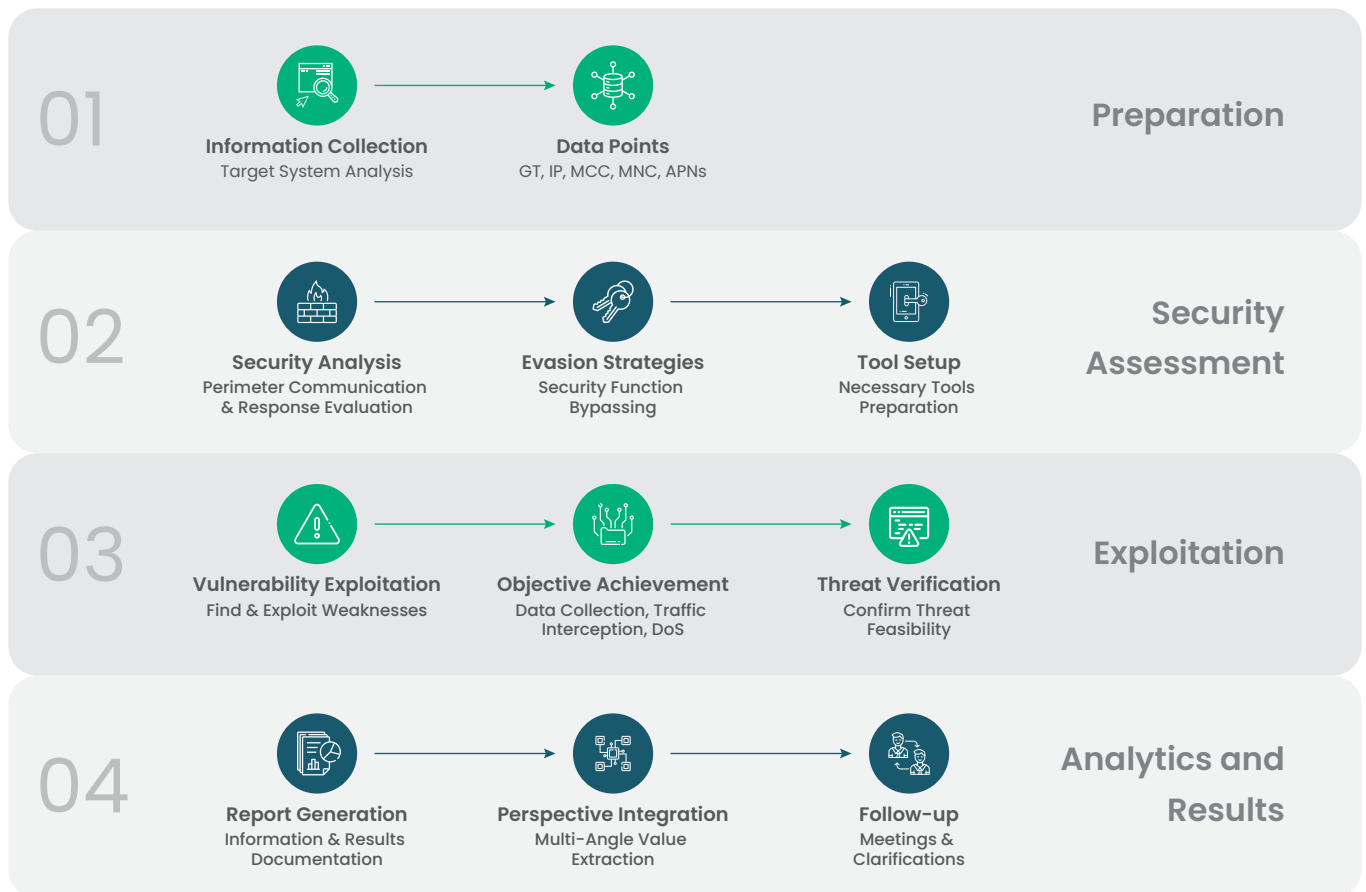 01
Information Collection
Target System Analysis
Data Points
GT, IP, MCC, MNC, APNs
Preparation
02
Security Analysis
Perimeter Communication
& Response Evaluation
Evasion Strategies
Security Function
Bypassing
Tool Setup
Necessary Tools
Preparation
Security
Assessment
03
Vulnerability Exploitation
Find & Exploit Weaknesses
Objective Achievement
Data Collection, Traffic
Interception, DoS
Threat Verification
Confirm Threat
Feasibility
Exploitation
04
Report Generation
Information & Results
Documentation
Perspective Integration
Multi-Angle Value
Extraction
Follow-up
Meetings &
Clarifications
Analytics and
Results